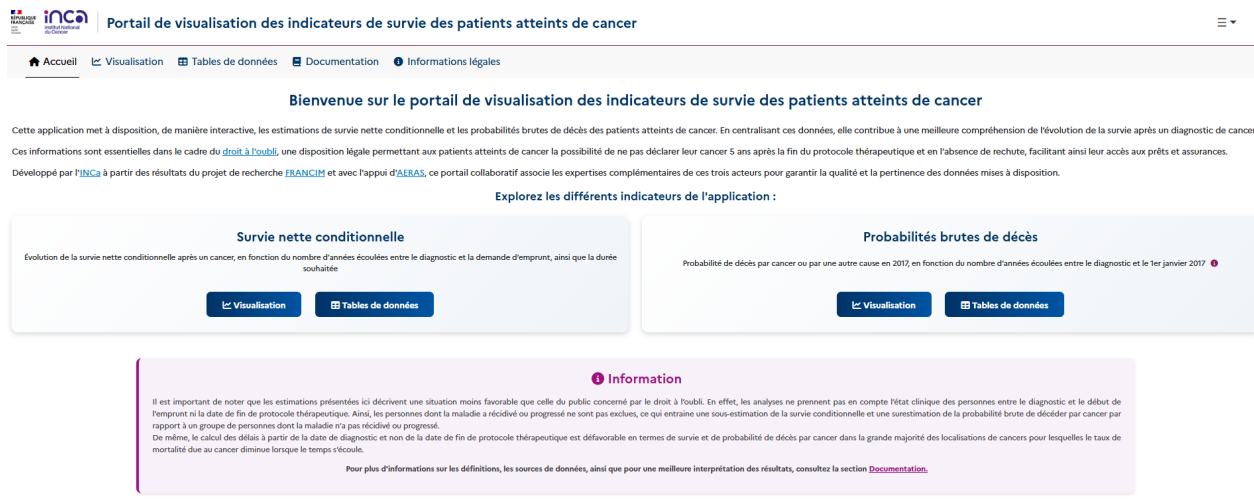 RÉPUBLIQUE
FRANÇAISE
inca
Institut National
du Cancer
Portail de visualisation des indicateurs de survie des patients atteints de cancer
Accueil Visualisation Tables de données Documentation Informations légales
Bienvenue sur le portail de visualisation des indicateurs de survie des patients atteints de cancer
Cette application met à disposition, de manière interactive, les estimations de survie nette conditionnelle et les probabilités brutes de décès des patients atteints de cancer. En centralisant ces données, elle contribue à une meilleure compréhension de l'évolution de la survie après un diagnostic de cancer
Ces informations sont essentielles dans le cadre du droit à l'oubli, une disposition légale permettant aux patients atteints de cancer la possibilité de ne pas déclarer leur cancer 5 ans après la fin du protocole thérapeutique et en l'absence de rechute, facilitant ainsi leur accès aux prêts et assurances.
Développé par l'INCa à partir des résultats du projet de recherche FRANCIM et avec l'appui d'AERAS, ce portail collaboratif associe les expertises complémentaires de ces trois acteurs pour garantir la qualité et la pertinence des données mises à disposition.
Explorez les différents indicateurs de l'application :
Survie nette conditionnelle
Évolution de la survie nette conditionnelle après un cancer, en fonction du nombre d'années écoulées entre le diagnostic et la demande d'emprunt, ainsi que la durée
souhaitée
Visualisation Tables de données
Probabilités brutes de décès
Probabilité de décès par cancer ou par une autre cause en 2017, en fonction du nombre d'années écoulées entre le diagnostic et le 1er janvier 2017
Visualisation Tables de données
Information
Il est important de noter que les estimations présentées ici décrivent une situation moins favorable que celle du public concerné par le droit à l'oubli. En effet, les analyses ne prennent pas en compte l'état clinique des personnes entre le diagnostic et le début de
l'emprunt ni la date de fin de protocole thérapeutique. Ainsi, les personnes dont la maladie a récidivé ou progressé ne sont pas exclues, ce qui entraine une sous-estimation de la survie conditionnelle et une surestimation de la probabilité brute de décéder par cancer par
rapport à un groupe de personnes dont la maladie n'a pas récidivé ou progressé.
De même, le calcul des délais à partir de la date de diagnostic et non de la date de fin de protocole thérapeutique est défavorable en termes de survie et de probabilité de décès par cancer dans la grande majorité des localisations de cancers pour lesquelles le taux de
mortalité due au cancer diminue lorsque le temps s'écoule.
Pour plus d'informations sur les définitions, les sources de données, ainsi que pour une meilleure interprétation des résultats, consultez la section Documentation.